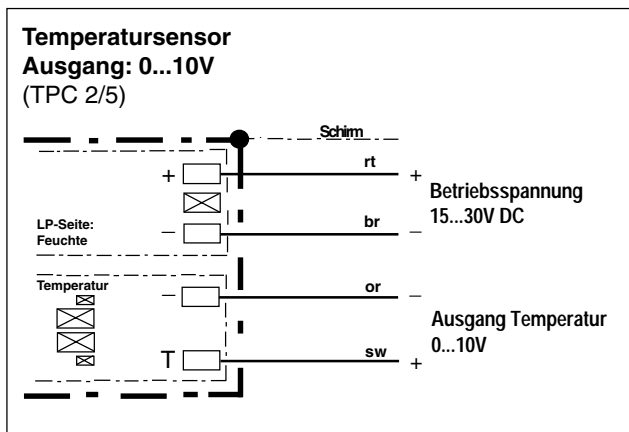 Temperatursensor
Ausgang: 0...10V
(TPC 2/5)
Schirm
+ rt +
Betriebsspannung
15...30V DC
LP-Seite:
Feuchte
– br –
Temperatur
– or –
Ausgang Temperatur
0...10V
T sw +